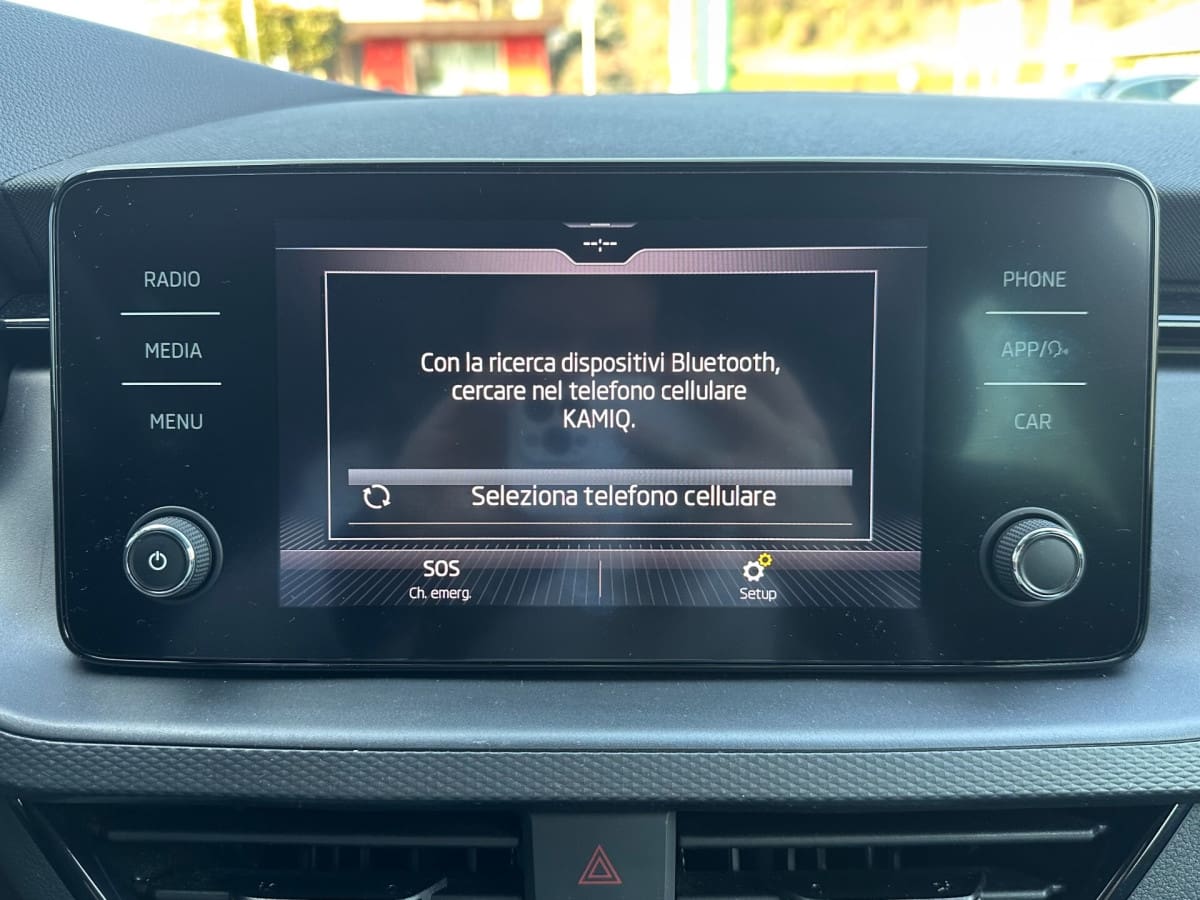 RADIO
MEDIA
MENU
--:--
Con la ricerca dispositivi Bluetooth,
cercare nel telefono cellulare
KAMIQ.
Seleziona telefono cellulare
SOS
Ch. emerg.
Setup
PHONE
APP/
CAR